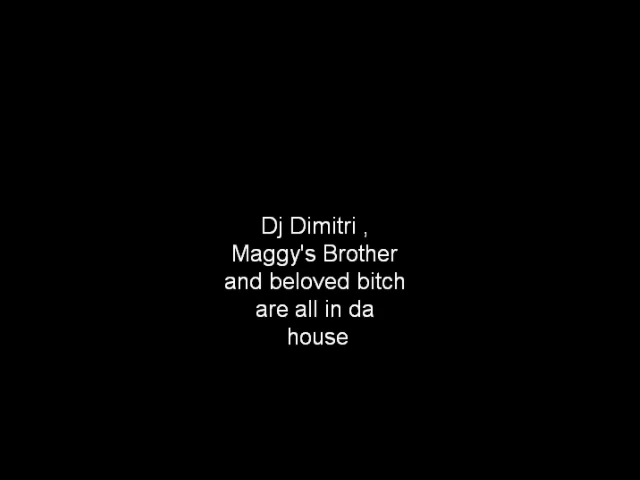 Dj Dimitri ,
Maggy's Brother
and beloved bitch
are all in da
house